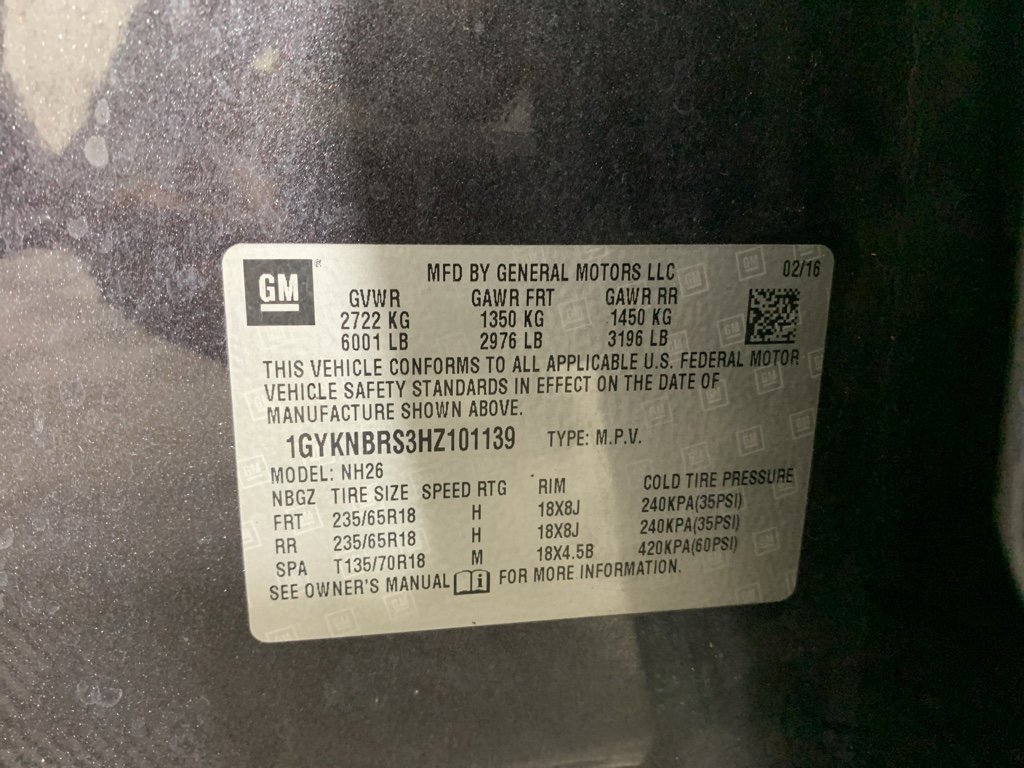 GM
MFD BY GENERAL MOTORS LLC 02/16
GVWR GAWR FRT GAWR RR
2722 KG 1350 KG 1450 KG
6001 LB 2976 LB 3196 LB
THIS VEHICLE CONFORMS TO ALL APPLICABLE U.S. FEDERAL MOTOR
VEHICLE SAFETY STANDARDS IN EFFECT ON THE DATE OF
MANUFACTURE SHOWN ABOVE.
1GYKNBRS3HZ101139 TYPE: M.P.V.
MODEL: NH26
NBGZ TIRE SIZE SPEED RTG RIM COLD TIRE PRESSURE
FRT 235/65R18 H 18X8J 240KPA(35PSI)
RR 235/65R18 H 18X8J 240KPA(35PSI)
SPA T135/70R18 M 18X4.5B 420KPA(60PSI)
SEE OWNER'S MANUAL i FOR MORE INFORMATION.